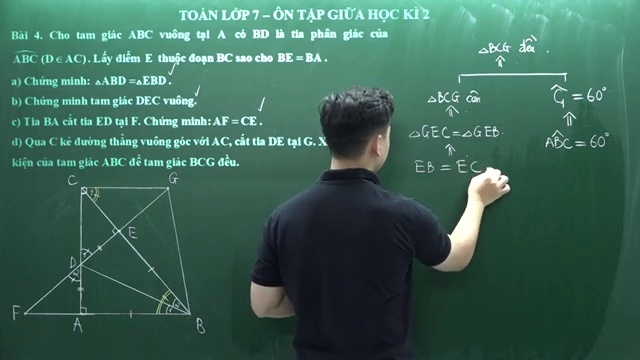 TOÁN LỚP 7 – ÔN TẬP GIỮA HỌC KÌ 2
Bài 4. Cho tam giác ABC vuông tại A có BD là tia phân giác của
ABC (D ∈ AC). Lấy điểm E thuộc đoạn BC sao cho BE = BA.
a) Chứng minh: △ABD = △EBD.
b) Chứng minh tam giác DEC vuông.
c) Tia BA cắt tia ED tại F. Chứng minh: AF = CE.
d) Qua C kẻ đường thẳng vuông góc với AC, cắt tia DE tại G. X
kiện của tam giác ABC để tam giác BCG đều.
△BCG đều.
⇑
△BCG cân
⇑
△GEC = △GEB.
⇑
EB = EC
Ĉ₁ = 60°
⇑
ABC = 60°
C
1
G
E
D
F
A
B